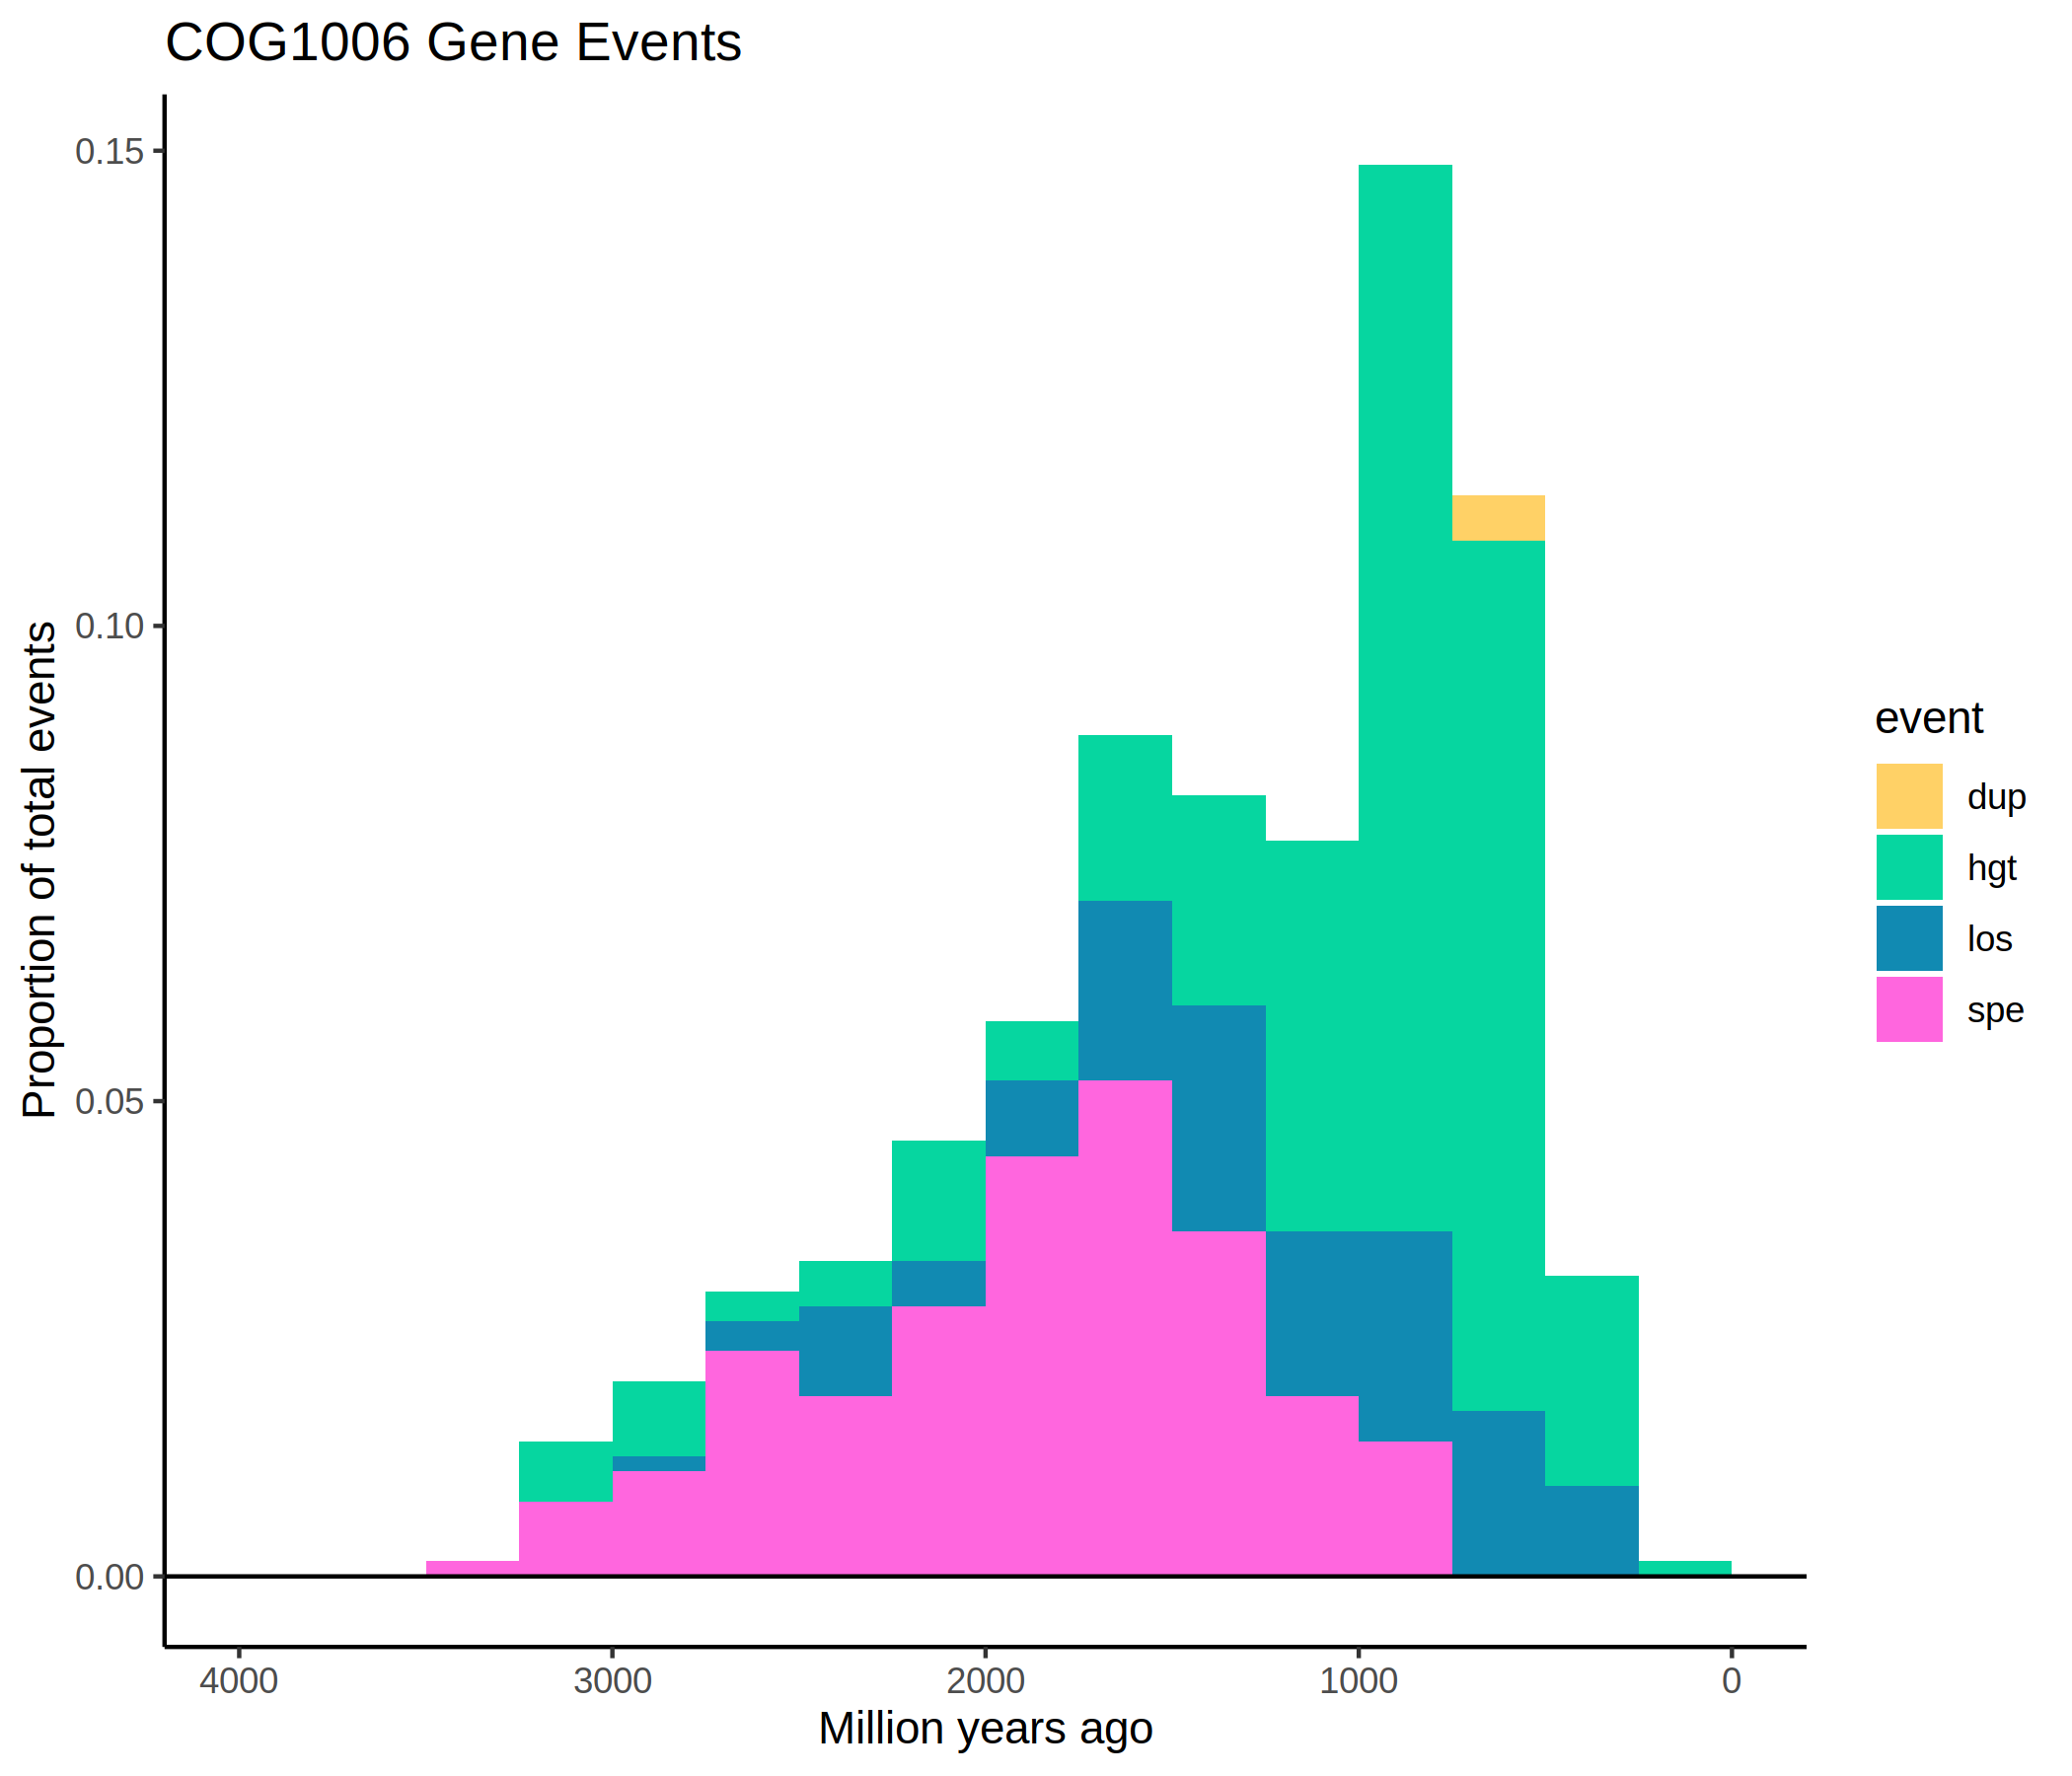 COG1006 Gene Events
0.15
0.10
0.05
0.00
Proportion of total events
4000 3000 2000 1000 0
Million years ago
event
dup
hgt
los
spe